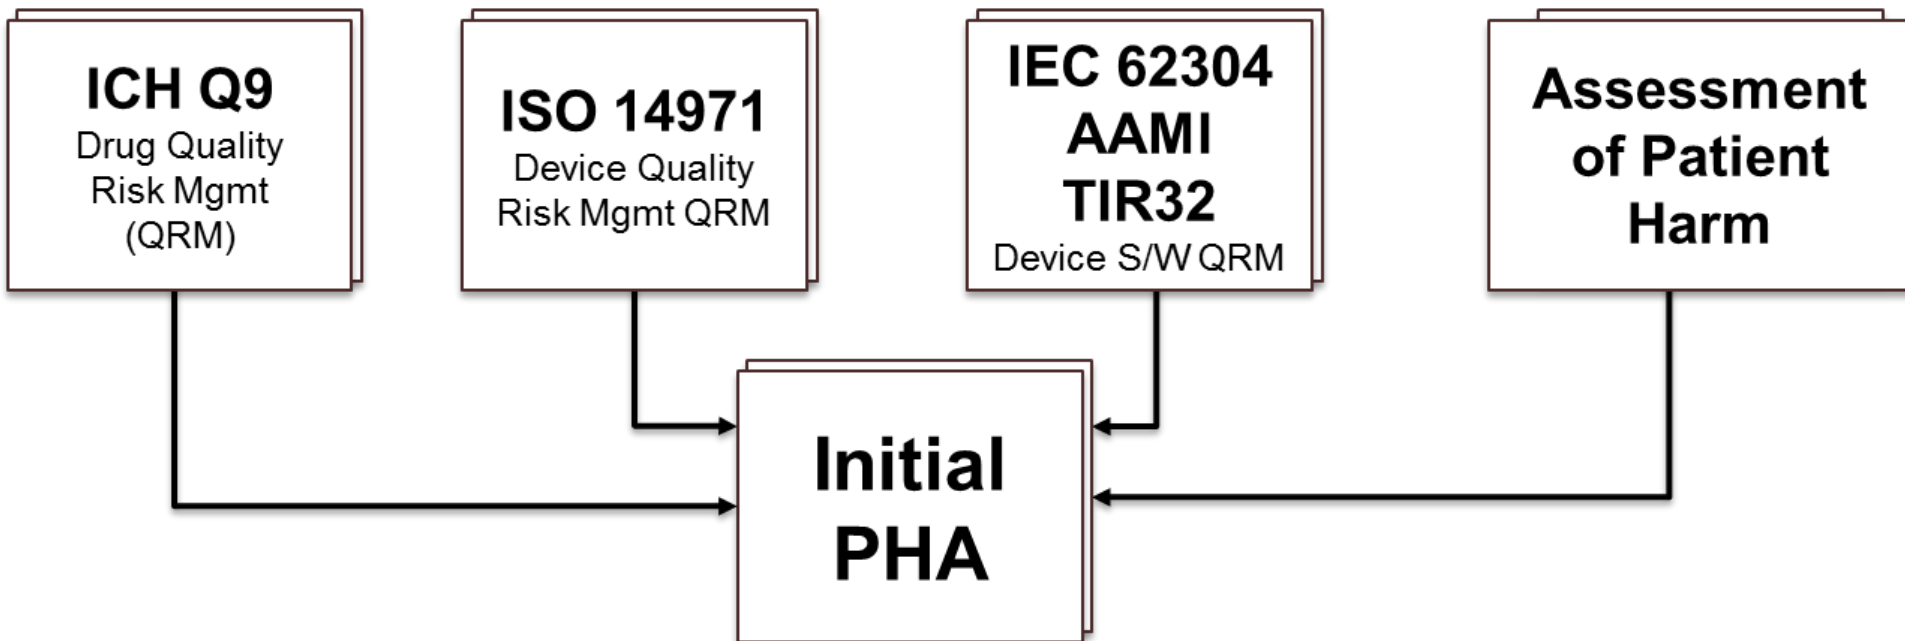 ICH Q9
Drug Quality
Risk Mgmt
(QRM)
ISO 14971
Device Quality
Risk Mgmt QRM
IEC 62304
AAMI
TIR32
Device S/W QRM
Assessment
of Patient
Harm
Initial
PHA